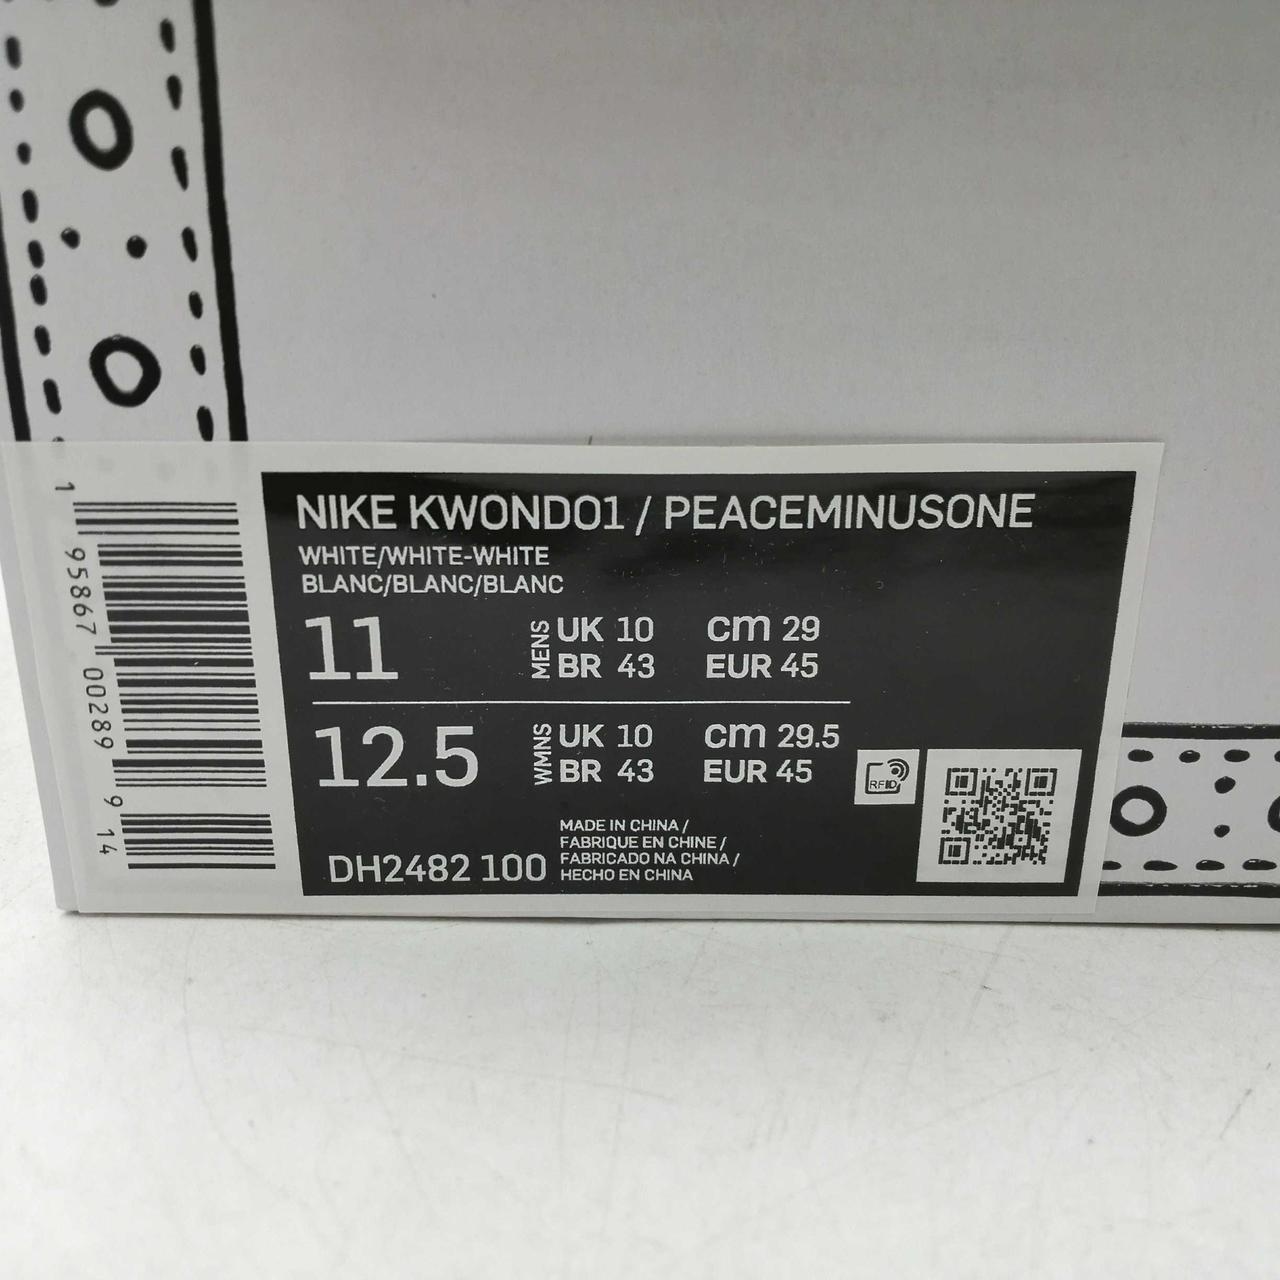 NIKE KWONDO1 / PEACEMINUSONE
WHITE/WHITE-WHITE
BLANC/BLANC/BLANC
11 MENS UK 10 cm 29
BR 43 EUR 45
12.5 WMNS UK 10 cm 29.5
BR 43 EUR 45
RFID
DH2482 100
MADE IN CHINA /
FABRIQUE EN CHINE /
FABRICADO NA CHINA /
HECHO EN CHINA
1 95867 00289 9 14